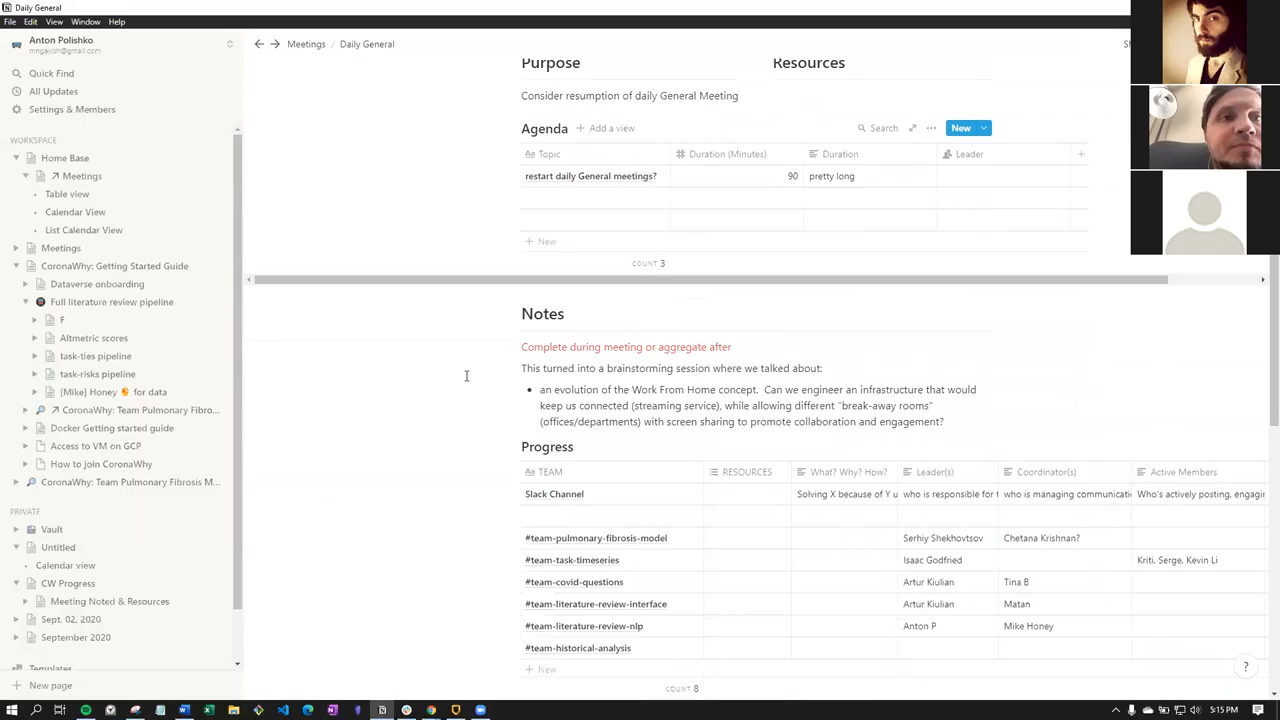 Daily General
File Edit View Window Help
Anton Polishko
mngavish@gmail.com
Quick Find
All Updates
Settings & Members
WORKSPACE
Home Base
Meetings
Table view
Calendar View
List Calendar View
Meetings
CoronaWhy: Getting Started Guide
Dataverse onboarding
Full literature review pipeline
F
Altmetric scores
task-ties pipeline
task-risks pipeline
[Mike] Honey for data
CoronaWhy: Team Pulmonary Fibro...
Docker Getting started guide
Access to VM on GCP
How to join CoronaWhy
CoronaWhy: Team Pulmonary Fibrosis M...
PRIVATE
Vault
Untitled
Calendar view
CW Progress
Meeting Noted & Resources
Sept. 02, 2020
September 2020
Templates
New page
Meetings / Daily General
Purpose
Resources
Consider resumption of daily General Meeting
Agenda Add a view Search New
Topic Duration (Minutes) Duration Leader
restart daily General meetings? 90 pretty long
New
COUNT 3
Notes
Complete during meeting or aggregate after
This turned into a brainstorming session where we talked about:
• an evolution of the Work From Home concept. Can we engineer an infrastructure that would
keep us connected (streaming service), while allowing different "break-away rooms"
(offices/departments) with screen sharing to promote collaboration and engagement?
Progress
TEAM RESOURCES What? Why? How? Leader(s) Coordinator(s) Active Members
Slack Channel Solving X because of Y u who is responsible for t who is managing communicati Who's actively posting, engagin
#team-pulmonary-fibrosis-model Serhiy Shekhovtsov Chetana Krishnan?
#team-task-timeseries Isaac Godfried Kriti, Serge, Kevin Li
#team-covid-questions Artur Kiulian Tina B
#team-literature-review-interface Artur Kiulian Matan
#team-literature-review-nlp Anton P Mike Honey
#team-historical-analysis
New
COUNT 8
?
5:15 PM